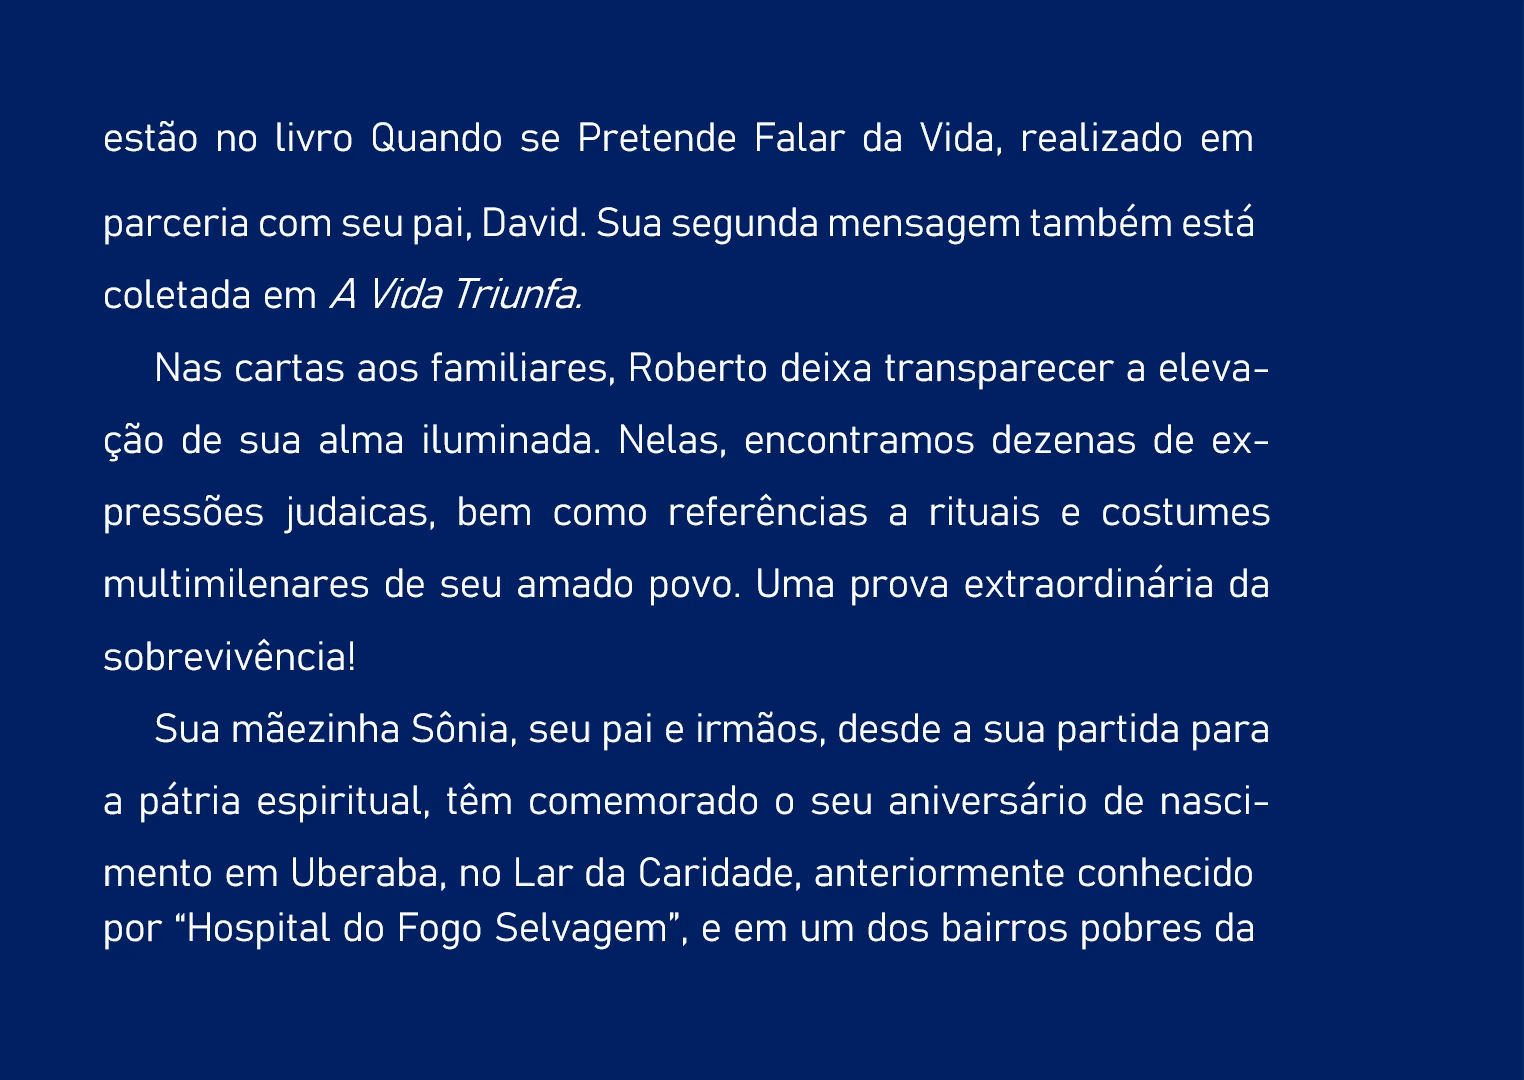 estão no livro Quando se Pretende Falar da Vida, realizado em
parceria com seu pai, David. Sua segunda mensagem também está
coletada em A Vida Triunfa.
Nas cartas aos familiares, Roberto deixa transparecer a eleva-
ção de sua alma iluminada. Nelas, encontramos dezenas de ex-
pressões judaicas, bem como referências a rituais e costumes
multimilenares de seu amado povo. Uma prova extraordinária da
sobrevivência!
Sua mãezinha Sônia, seu pai e irmãos, desde a sua partida para
a pátria espiritual, têm comemorado o seu aniversário de nasci-
mento em Uberaba, no Lar da Caridade, anteriormente conhecido
por “Hospital do Fogo Selvagem”, e em um dos bairros pobres da